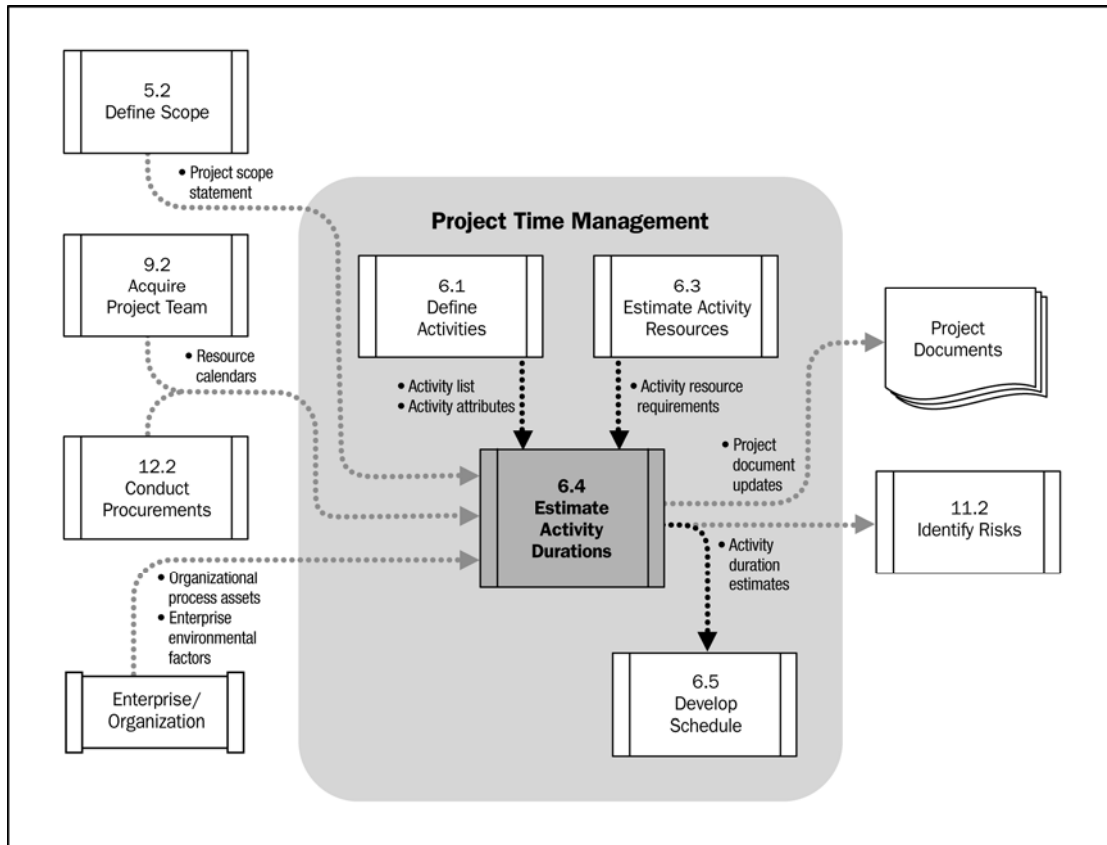 5.2
Define Scope
• Project scope
statement
Project Time Management
9.2
Acquire
Project Team
6.1
Define
Activities
6.3
Estimate Activity
Resources
Project
Documents
• Resource
calendars
• Activity list
• Activity attributes
• Activity resource
requirements
12.2
Conduct
Procurements
6.4
Estimate
Activity
Durations
• Project
document
updates
11.2
Identify Risks
• Activity
duration
estimates
• Organizational
process assets
• Enterprise
environmental
factors
Enterprise/
Organization
6.5
Develop
Schedule